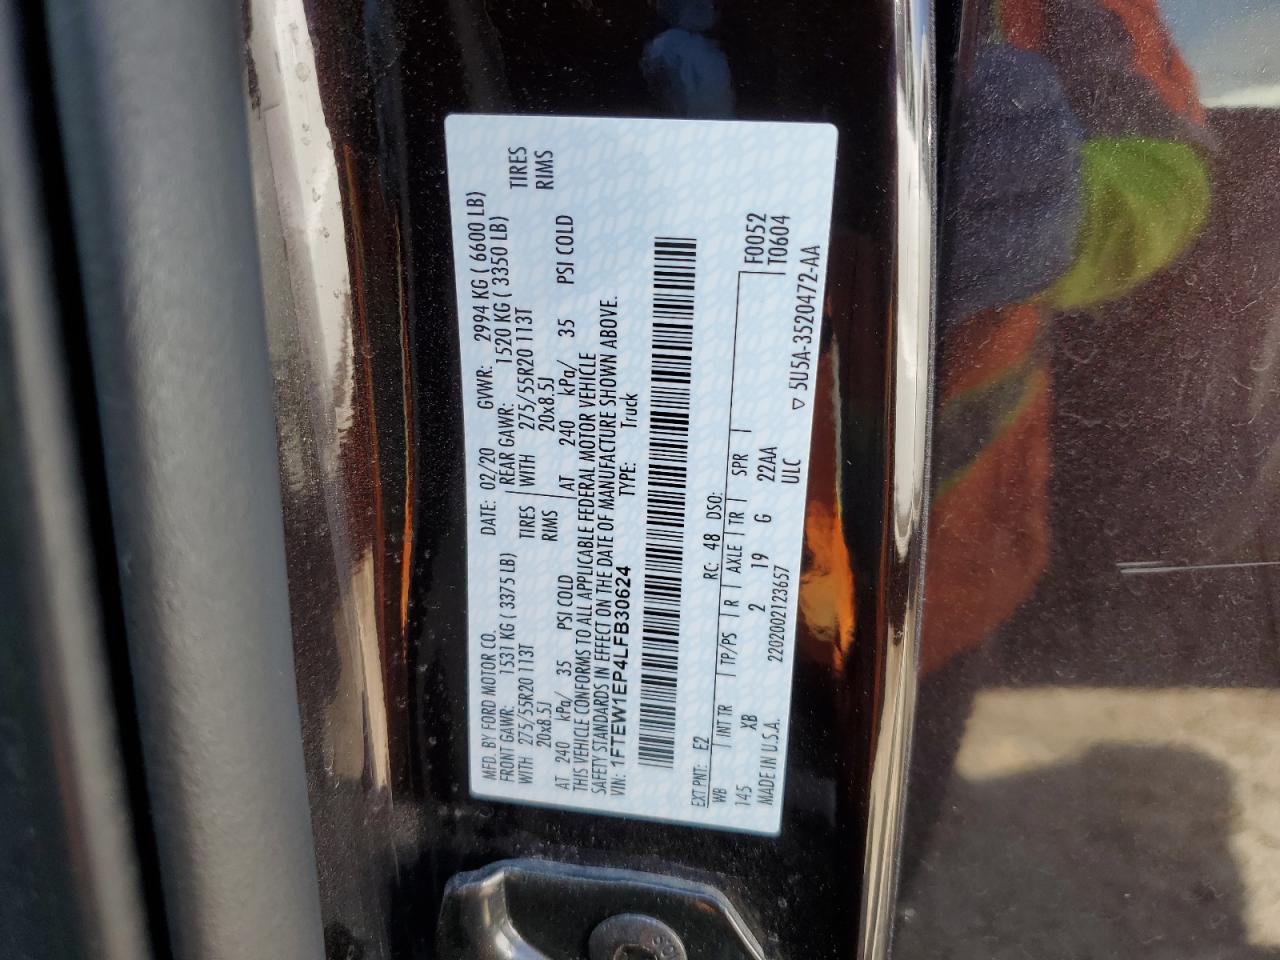 MFD. BY FORD MOTOR CO. DATE: 02/20 GVWR: 2994 KG ( 6600 LB)
FRONT GAWR: 1531 KG ( 3375 LB) REAR GAWR: 1520 KG ( 3350 LB)
WITH 275/55R20 113T TIRES WITH 275/55R20 113T TIRES
20x8.5J RIMS 20x8.5J RIMS
AT 240 kPa/ 35 PSI COLD AT 240 kPa/ 35 PSI COLD
THIS VEHICLE CONFORMS TO ALL APPLICABLE FEDERAL MOTOR VEHICLE
SAFETY STANDARDS IN EFFECT ON THE DATE OF MANUFACTURE SHOWN ABOVE.
VIN: 1FTEW1EP4LFB30624 TYPE: Truck
EXT PNT: E2 RC: 48 DSO: F0052
WB INT TR TP/PS R AXLE TR SPR T0604
145 XB 2 19 G 22AA
MADE IN U.S.A. 2202002123657 ULC ▽ 5U5A-3520472-AA